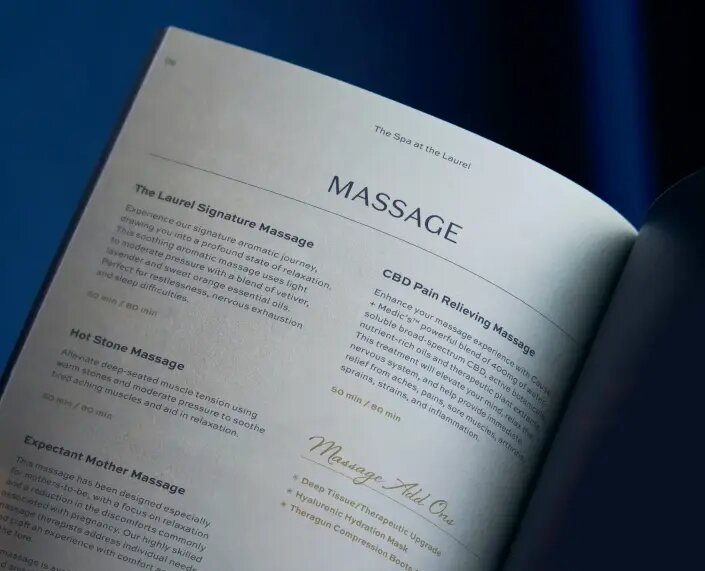 The Spa at the Laurel
MASSAGE
The Laurel Signature Massage
Experience our signature aromatic journey,
drawing you into a profound state of relaxation.
This soothing aromatic massage uses light
to moderate pressure with a blend of vetiver,
lavender and sweet orange essential oils.
Perfect for restlessness, nervous exhaustion
and sleep difficulties.
50 min / 80 min
Hot Stone Massage
Alleviate deep-seated muscle tension using
warm stones and moderate pressure to soothe
tired aching muscles and aid in relaxation.
50 min / 80 min
Expectant Mother Massage
This massage has been designed especially
for mothers-to-be, with a focus on relaxation
and a reduction in the discomforts commonly
associated with pregnancy. Our highly skilled
massage therapists address individual needs
an experience with comfort
CBD Pain Relieving Massage
Enhance your massage experience with
+ Medic's™ powerful blend of 400mg of water
soluble broad-spectrum CBD, active botanicals,
nutrient-rich oils and therapeutic plant extracts.
This treatment will elevate your mind, relax the
nervous system, and help provide immediate
relief from aches, pains, sore muscles, arthritis,
sprains, strains, and inflammation.
50 min / 80 min
Massage Add Ons
* Deep Tissue/Therapeutic Upgrade
* Hyaluronic Hydration Mask
* Theragun Compression Boots